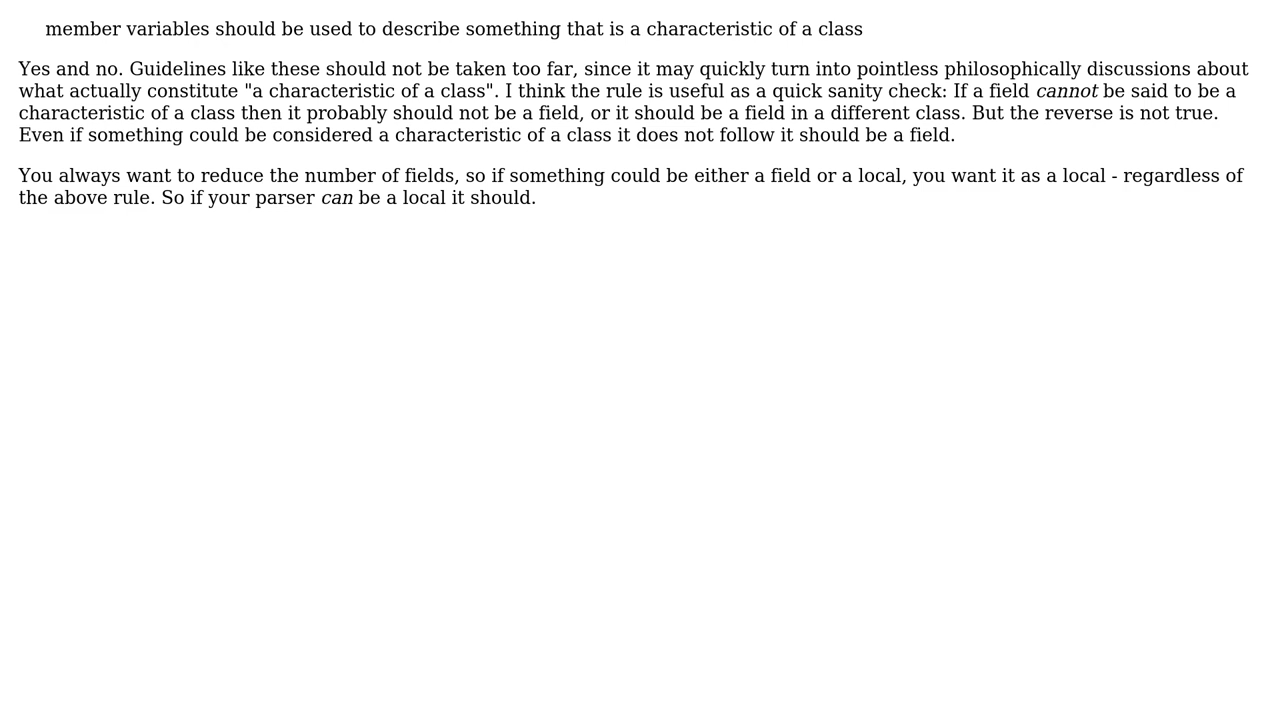 member variables should be used to describe something that is a characteristic of a class
Yes and no. Guidelines like these should not be taken too far, since it may quickly turn into pointless philosophically discussions about
what actually constitute "a characteristic of a class". I think the rule is useful as a quick sanity check: If a field cannot be said to be a
characteristic of a class then it probably should not be a field, or it should be a field in a different class. But the reverse is not true.
Even if something could be considered a characteristic of a class it does not follow it should be a field.
You always want to reduce the number of fields, so if something could be either a field or a local, you want it as a local - regardless of
the above rule. So if your parser can be a local it should.